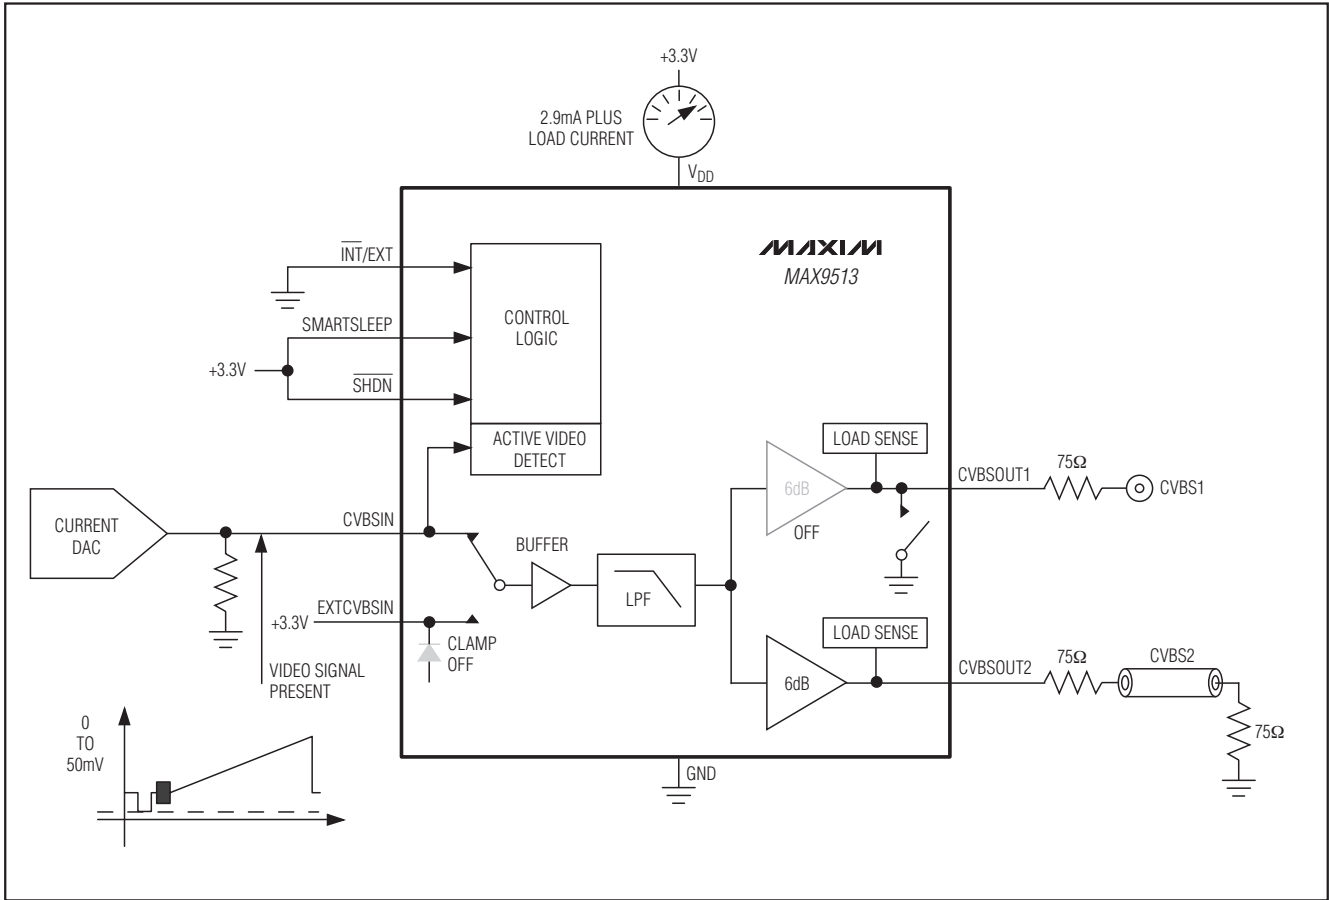 +3.3V
2.9mA PLUS
LOAD CURRENT
VDD
INT/EXT
MAXIM
MAX9513
SMARTSLEEP
CONTROL
LOGIC
+3.3V
SHDN
ACTIVE VIDEO
DETECT
LOAD SENSE
CURRENT
DAC
CVBSIN
BUFFER
6dB
OFF
CVBSOUT1
75Ω
CVBS1
LPF
+3.3V
EXTCVBSIN
CLAMP
OFF
VIDEO SIGNAL
PRESENT
LOAD SENSE
6dB
CVBSOUT2
75Ω
CVBS2
75Ω
0
TO
50mV
GND